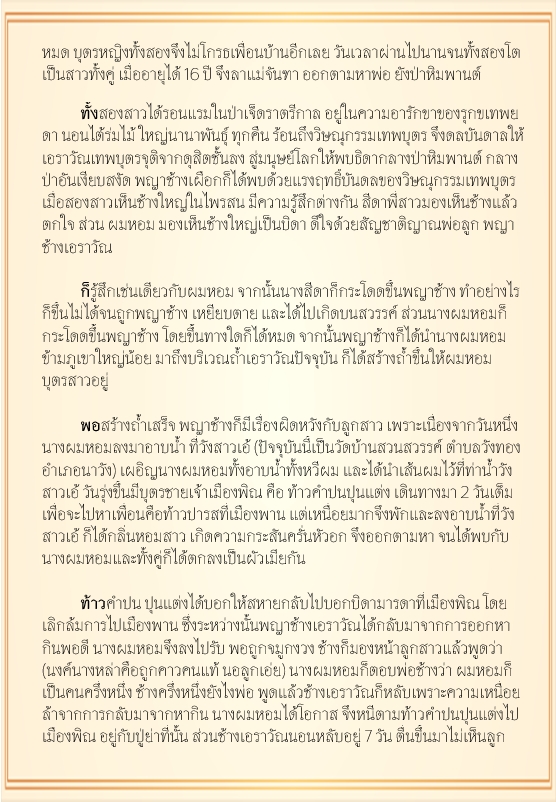 หมด บุตรหญิงทั้งสองจึงไม่โกรธเพื่อนบ้านอีกเลย วันเวลาผ่านไปนานจนทั้งสองโต
เป็นสาวทั้งคู่ เมื่ออายุได้ 16 ปี จึงลาแม่จันทา ออกตามหาพ่อ ยังป่าหิมพานต์
ทั้งสองสาวได้รอนแรมในป่าเจ็ดราตรีกาล อยู่ในความอารักขาของรุกขเทพย
ดา นอนใต้ร่มไม้ ใหญ่นานาพันธุ์ ทุกคืน ร้อนถึงวิษณุกรรมเทพบุตร จึงดลบันดาลให้
เอราวัณเทพบุตรจุติจากดุสิตชั้นลง สู่มนุษย์โลกให้พบธิดากลางป่าหิมพานต์ กลาง
ป่าอันเงียบสงัด พญาช้างเผือกก็ได้พบด้วยแรงฤทธิ์บันดลของวิษณุกรรมเทพบุตร
เมื่อสองสาวเห็นช้างใหญ่ในไพรสน มีความรู้สึกต่างกัน สีดาพี่สาวมองเห็นช้างแล้ว
ตกใจ ส่วน ผมหอม มองเห็นช้างใหญ่เป็นบิดา ดีใจด้วยสัญชาติญาณพ่อลูก พญา
ช้างเอราวัณ
ก็รู้สึกเช่นเดียวกับผมหอม จากนั้นนางสีดาก็กระโดดขึ้นพญาช้าง ทำอย่างไร
ก็ขึ้นไม่ได้จนถูกพญาช้าง เหยียบตาย และได้ไปเกิดบนสวรรค์ ส่วนนางผมหอมก็
กระโดดขึ้นพญาช้าง โดยขึ้นทางใดก็ได้หมด จากนั้นพญาช้างก็ได้นำนางผมหอม
ข้ามภูเขาใหญ่น้อย มาถึงบริเวณถ้ำเอราวัณปัจจุบัน ก็ได้สร้างถ้ำขึ้นให้ผมหอม
บุตรสาวอยู่
พอสร้างถ้ำเสร็จ พญาช้างก็มีเรื่องผิดหวังกับลูกสาว เพราะเนื่องจากวันหนึ่ง
นางผมหอมลงมาอาบน้ำ ที่วังสาวเอ้ (ปัจจุบันนี้เป็นวัดบ้านสวนสวรรค์ ตำบลวังทอง
อำเภอนาวัง) เผอิญนางผมหอมทั้งอาบน้ำทั้งหวีผม และได้นำเส้นผมไว้ที่ท่าน้ำวัง
สาวเอ้ วันรุ่งขึ้นมีบุตรชายเจ้าเมืองพิณ คือ ท้าวคำปนปุนแต่ง เดินทางมา 2 วันเต็ม
เพื่อจะไปหาเพื่อนคือท้าวปารสที่เมืองพาน แต่เหนื่อยมากจึงพักและลงอาบน้ำที่วัง
สาวเอ้ ก็ได้กลิ่นหอมสาว เกิดความกระสันครั่นหัวอก จึงออกตามหา จนได้พบกับ
นางผมหอมและทั้งคู่ก็ได้ตกลงเป็นผัวเมียกัน
ท้าวคำปน ปุนแต่งได้บอกให้สหายกลับไปบอกบิดามารดาที่เมืองพิณ โดย
เลิกล้มการไปเมืองพาน ซึ่งระหว่างนั้นพญาช้างเอราวัณได้กลับมาจากการออกหา
กินพอดี นางผมหอมจึงลงไปรับ พอถูกจมูกงวง ช้างก็มองหน้าลูกสาวแล้วพูดว่า
(นงค์นางหล่าคือถูกคาวคนแท้ นอลูกเอ่ย) นางผมหอมก็ตอบพ่อช้างว่า ผมหอมก็
เป็นคนครึ่งหนึ่ง ช้างครึ่งหนึ่งยังไงพ่อ พูดแล้วช้างเอราวัณก็หลับเพราะความเหนื่อย
ล้าจากการกลับมาจากหากิน นางผมหอมได้โอกาส จึงหนีตามท้าวคำปนปุนแต่งไป
เมืองพิณ อยู่กับปู่ย่าที่นั้น ส่วนช้างเอราวัณนอนหลับอยู่ 7 วัน ตื่นขึ้นมาไม่เห็นลูก